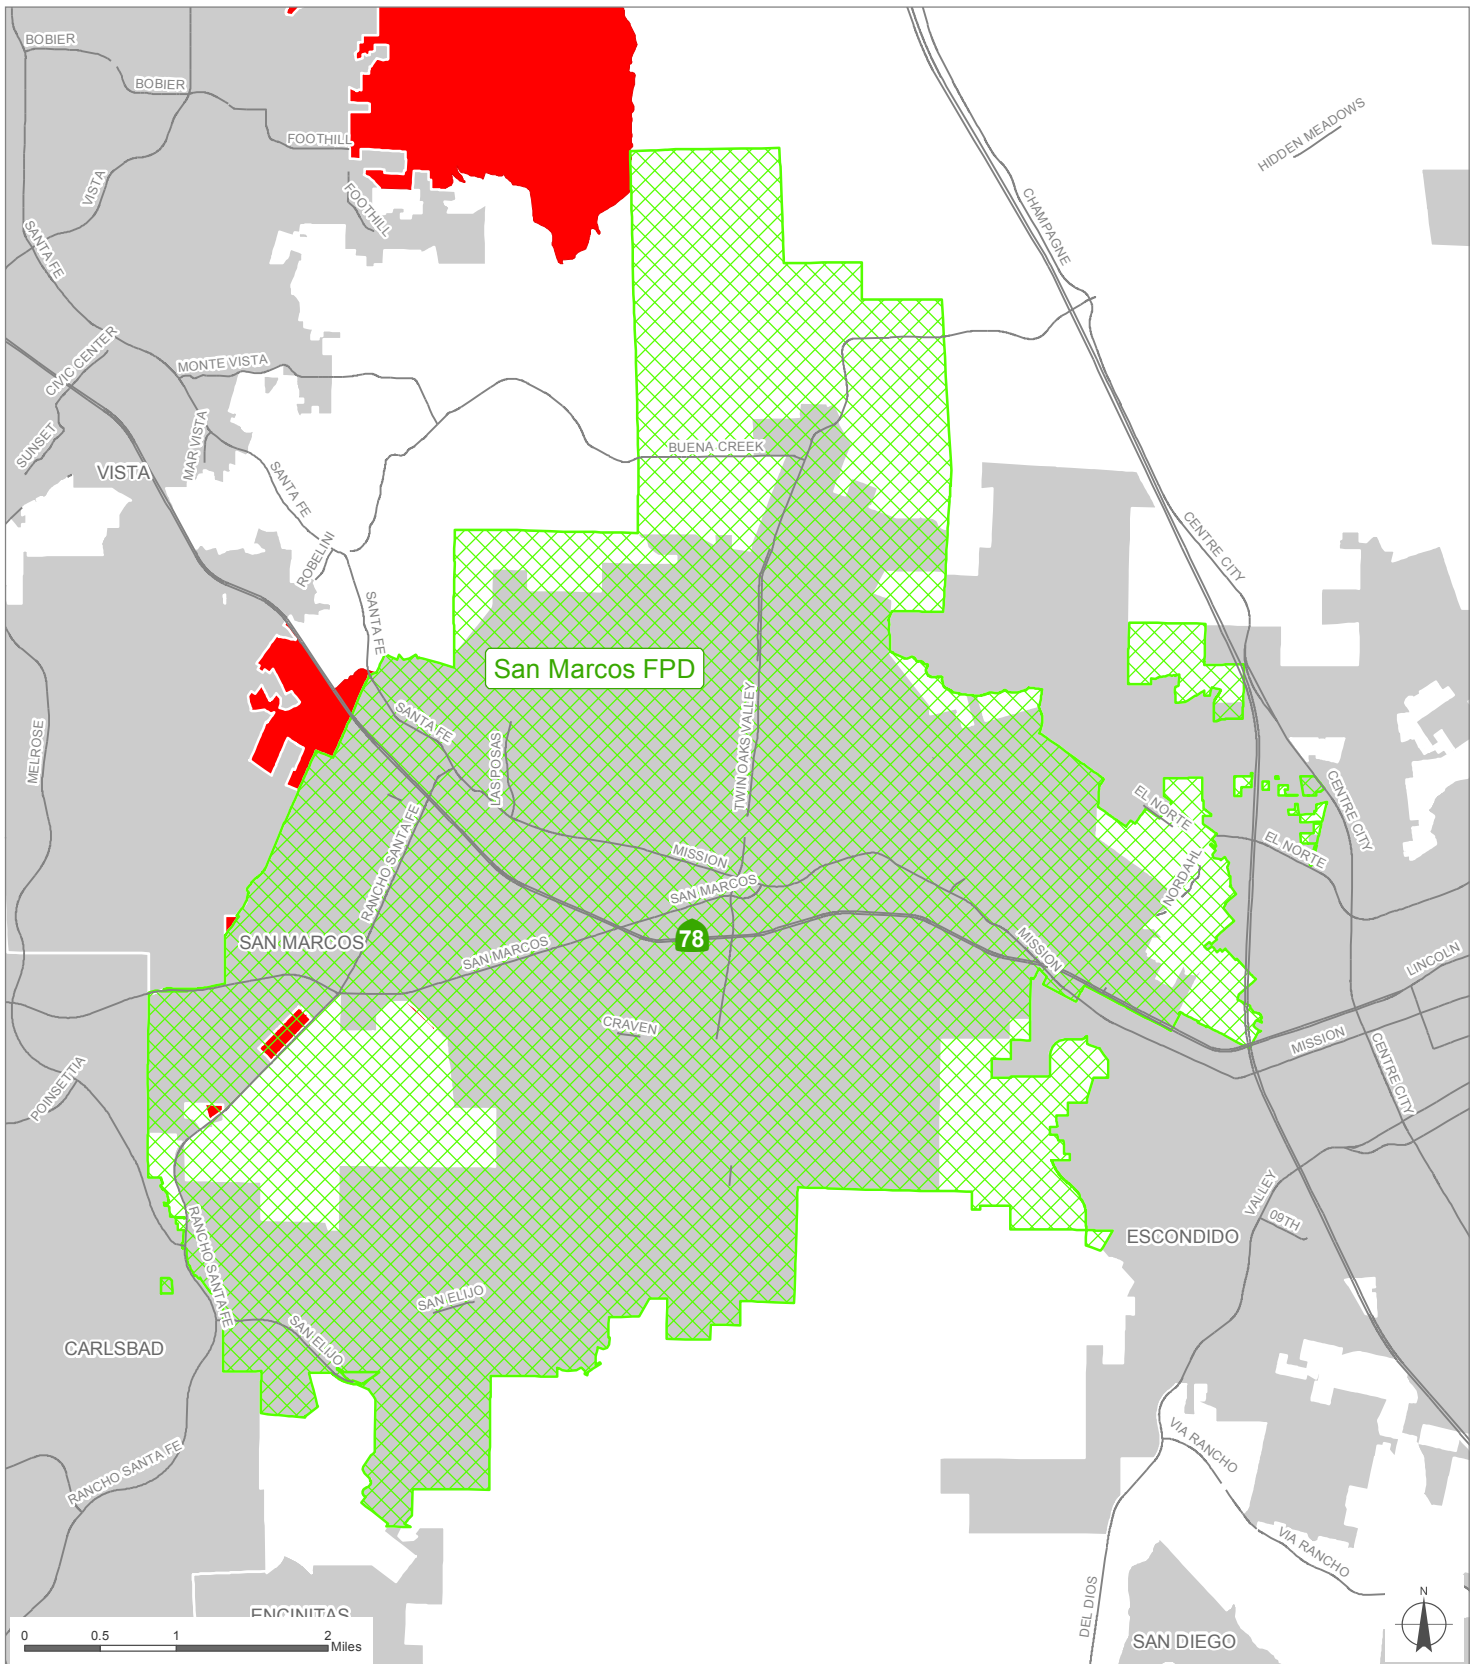 BOBIER
BOBIER
FOOTHILL
HIDDEN MEADOWS
VISTA
FOOTHILL
SANTA FE
CHAMPAGNE
CIVIC CENTER
MONTE VISTA
SUNSET
MAR VISTA
BUENA CREEK
VISTA
SANTA FE
CENTRE CITY
ROBELINI
SANTA FE
San Marcos FPD
MELROSE
SANTA FE
TWIN OAKS VALLEY
LAS POSAS
EL NORTE
CENTRE CITY
RANCHO SANTA FE
MISSION
EL NORTE
NORDAHL
SAN MARCOS
SAN MARCOS
78
SAN MARCOS
MISSION
LINCOLN
CRAVEN
MISSION
POINSETTIA
CENTRE CITY
VALLEY
09TH
RANCHO SANTA FE
ESCONDIDO
SAN ELIJO
SAN ELIJO
CARLSBAD
VIA RANCHO
RANCHO SANTA FE
VIA RANCHO
DEL DIOS
ENCINITAS
N
0 0.5 1 2
Miles
SAN DIEGO